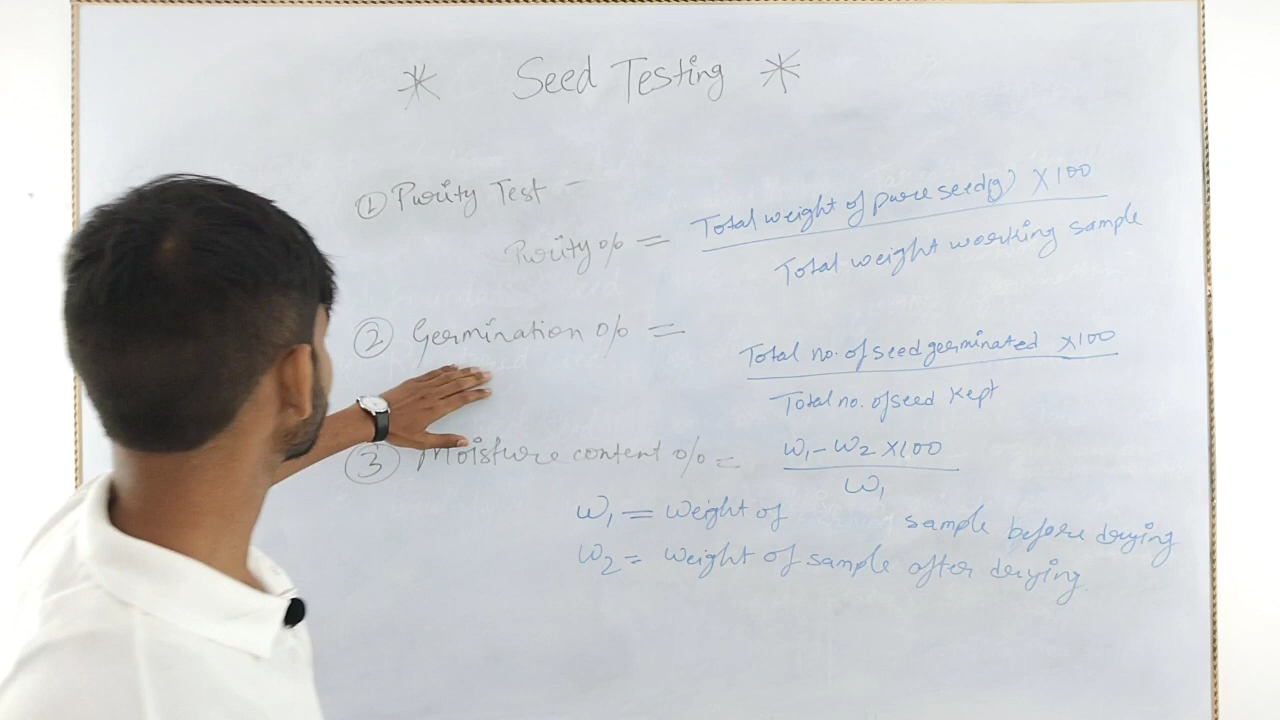 * Seed Testing *
① Purity Test -
Purity % = Total weight of pure seed(g) X100
Total weight working sample
② Germination % =
Total no. of seed germinated X100
Total no. of seed Kept
③ Moisture content % = W₁-W₂ X100
W₁
W₁ = weight of sample before drying
W₂ = weight of sample after drying